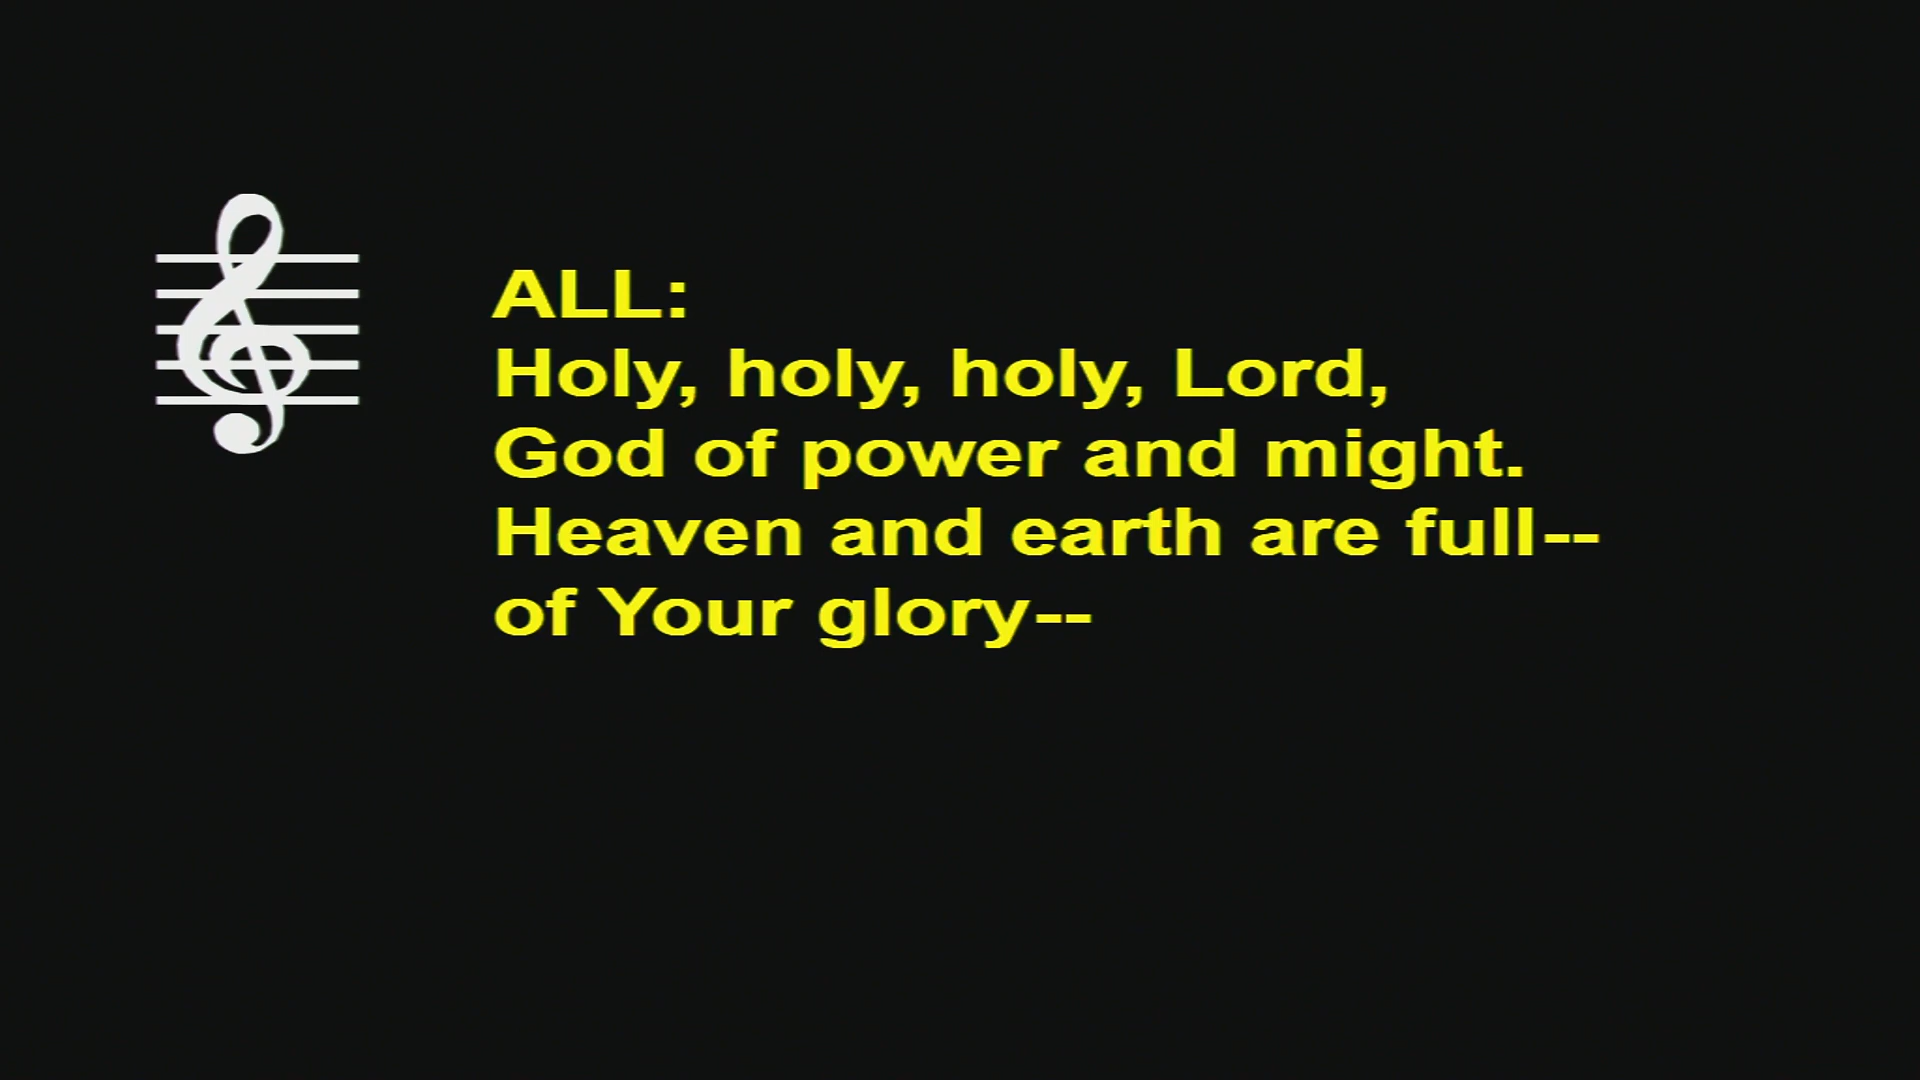 ALL:
Holy, holy, holy, Lord,
God of power and might.
Heaven and earth are full--
of Your glory--